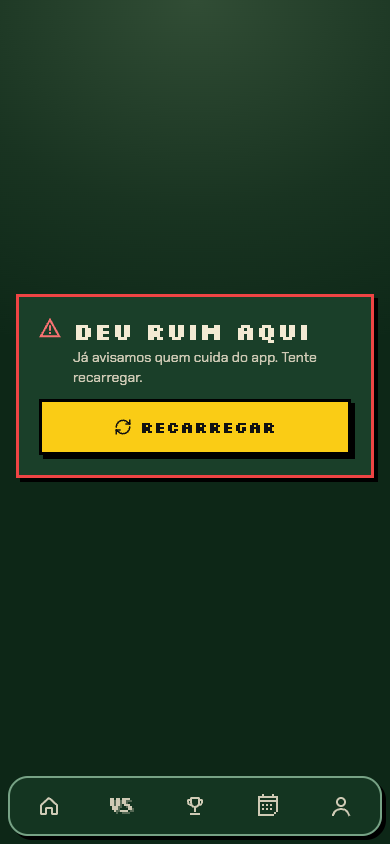 DEU RUIM AQUI
Já avisamos quem cuida do app. Tente
recarregar.
RECARREGAR
VS